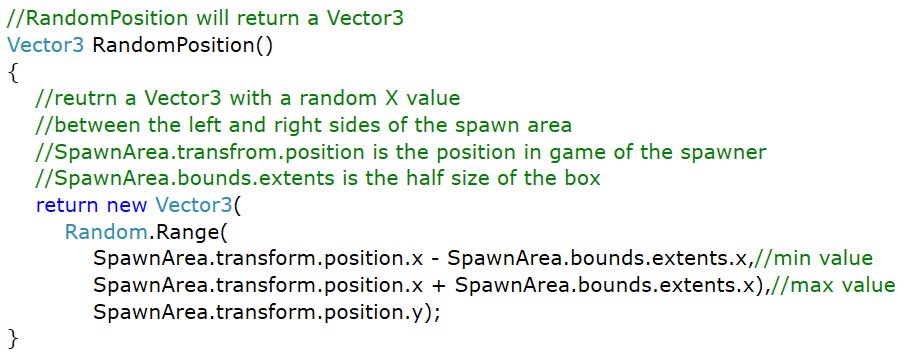 //RandomPosition will return a Vector3
Vector3 RandomPosition()
{
//reutrn a Vector3 with a random X value
//between the left and right sides of the spawn area
//SpawnArea.transfrom.position is the position in game of the spawner
//SpawnArea.bounds.extents is the half size of the box
return new Vector3(
Random.Range(
SpawnArea.transform.position.x - SpawnArea.bounds.extents.x,//min value
SpawnArea.transform.position.x + SpawnArea.bounds.extents.x),//max value
SpawnArea.transform.position.y);
}